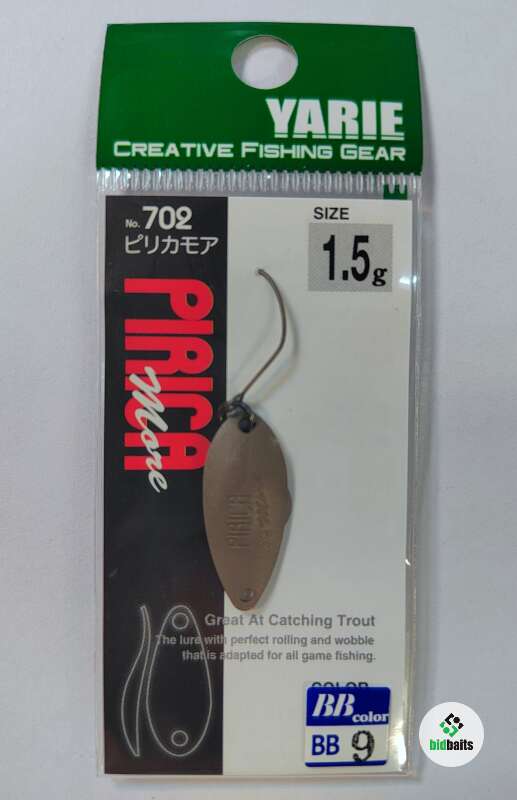 YARIE
CREATIVE FISHING GEAR
No. 702
ピリカモア
SIZE
1.5g
PIRICA
More
PIRICA
Great At Catching Trout
The lure with perfect rolling and wobble
that is adapted for all game fishing.
COLOR
BB color
BB 9
bidbaits